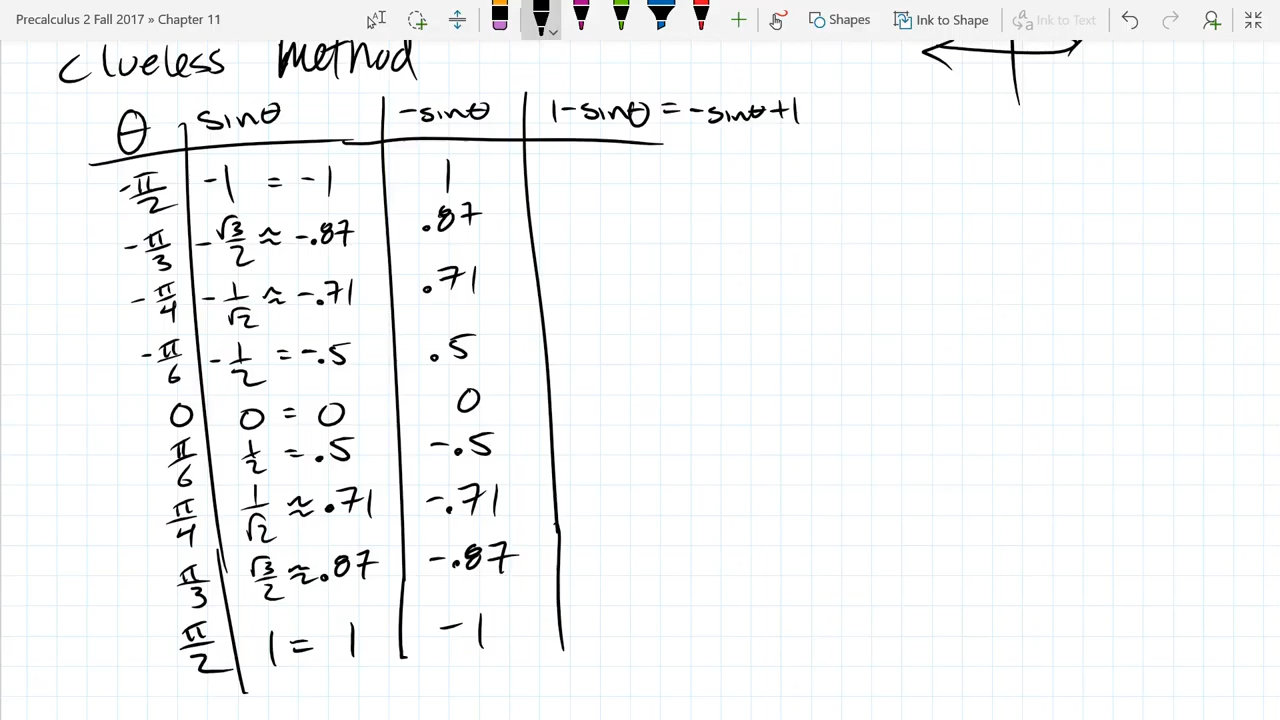 Precalculus 2 Fall 2017 » Chapter 11
Shapes Ink to Shape Ink to Text
Clueless Method
θ sinθ -sinθ 1-sinθ = -sinθ+1
-π/2 -1 = -1 1
-π/3 -√3/2 ≈ -.87 .87
-π/4 -1/√2 ≈ -.71 .71
-π/6 -1/2 = -.5 .5
0 0 = 0 0
π/6 1/2 = .5 -.5
π/4 1/√2 ≈ .71 -.71
π/3 √3/2 ≈ .87 -.87
π/2 1 = 1 -1